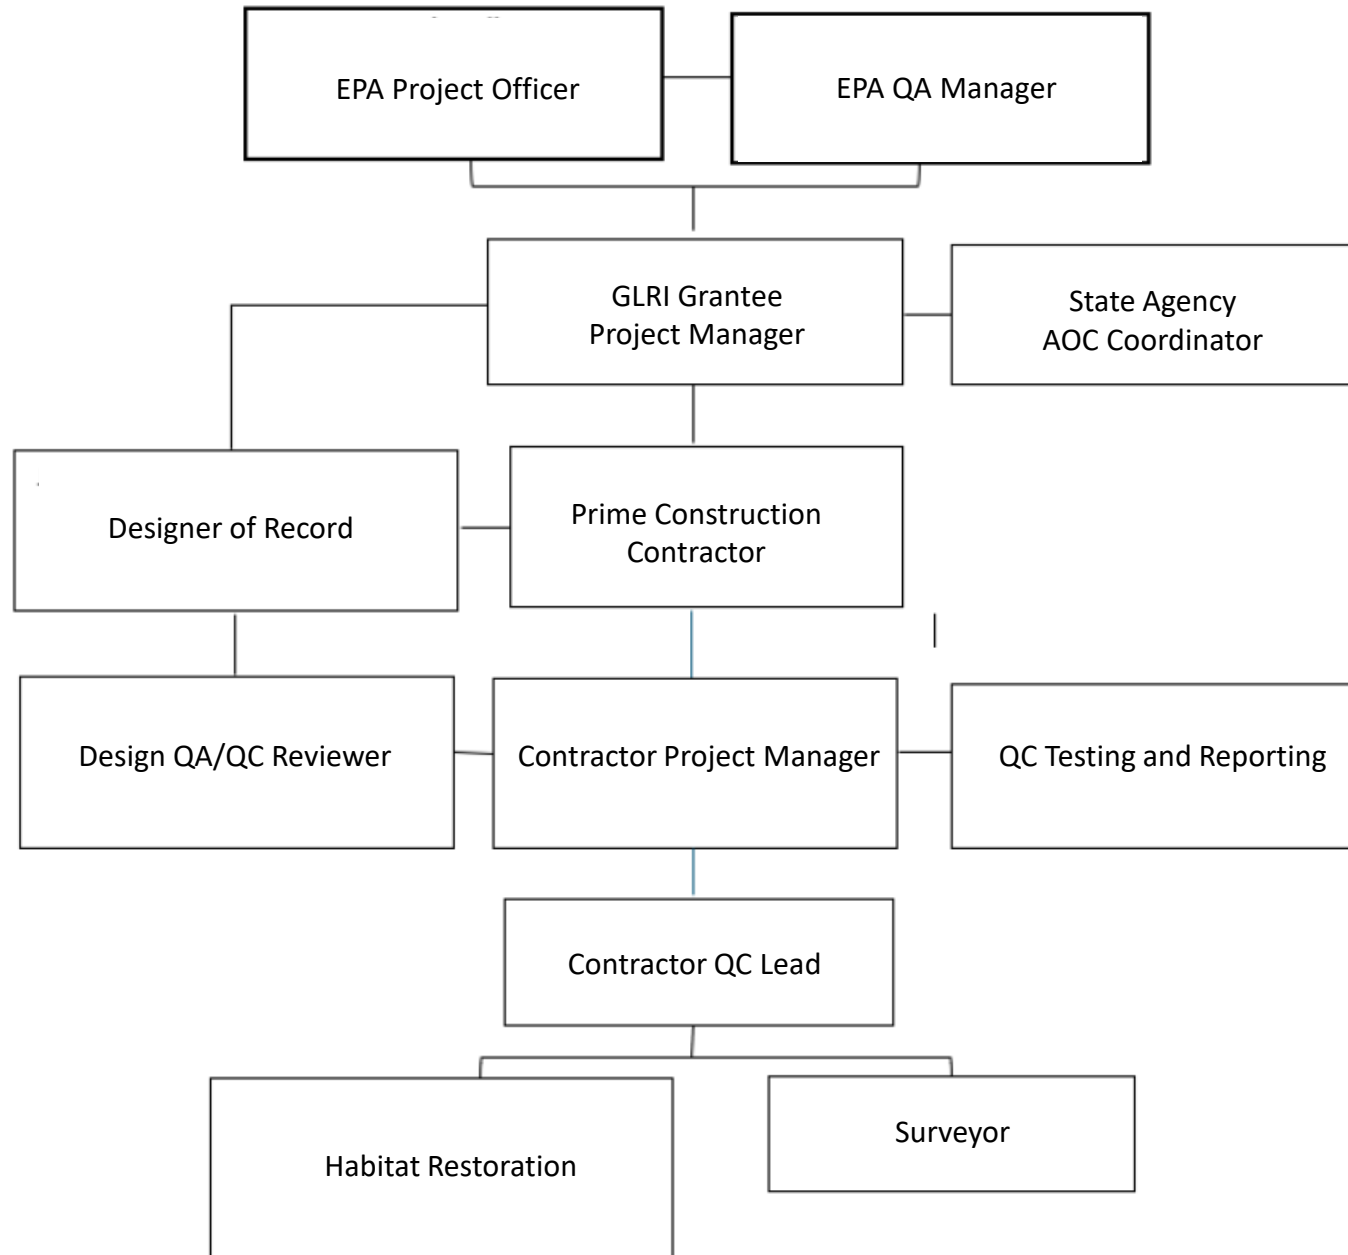 EPA Project Officer
EPA QA Manager
GLRI Grantee
Project Manager
State Agency
AOC Coordinator
Designer of Record
Prime Construction
Contractor
Design QA/QC Reviewer
Contractor Project Manager
QC Testing and Reporting
Contractor QC Lead
Habitat Restoration
Surveyor